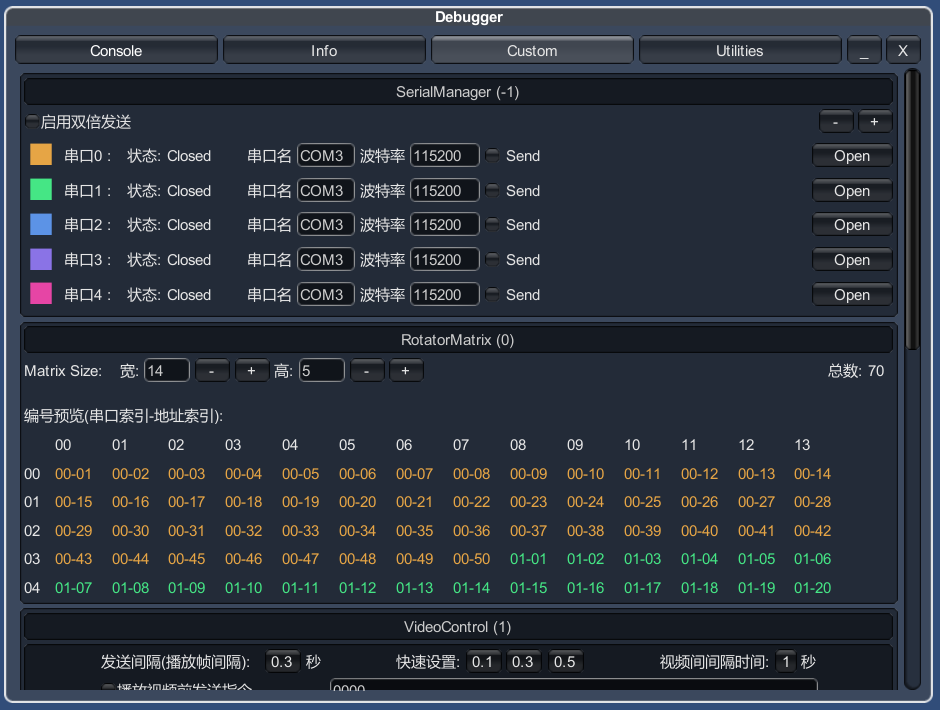 Debugger
Console Info Custom Utilities _ X
SerialManager (-1)
启用双倍发送 - +
串口0 : 状态: Closed 串口名 COM3 波特率 115200 Send Open
串口1 : 状态: Closed 串口名 COM3 波特率 115200 Send Open
串口2 : 状态: Closed 串口名 COM3 波特率 115200 Send Open
串口3 : 状态: Closed 串口名 COM3 波特率 115200 Send Open
串口4 : 状态: Closed 串口名 COM3 波特率 115200 Send Open
RotatorMatrix (0)
Matrix Size: 宽: 14 - + 高: 5 - + 总数: 70
编号预览(串口索引-地址索引):
00 01 02 03 04 05 06 07 08 09 10 11 12 13
00 00-01 00-02 00-03 00-04 00-05 00-06 00-07 00-08 00-09 00-10 00-11 00-12 00-13 00-14
01 00-15 00-16 00-17 00-18 00-19 00-20 00-21 00-22 00-23 00-24 00-25 00-26 00-27 00-28
02 00-29 00-30 00-31 00-32 00-33 00-34 00-35 00-36 00-37 00-38 00-39 00-40 00-41 00-42
03 00-43 00-44 00-45 00-46 00-47 00-48 00-49 00-50 01-01 01-02 01-03 01-04 01-05 01-06
04 01-07 01-08 01-09 01-10 01-11 01-12 01-13 01-14 01-15 01-16 01-17 01-18 01-19 01-20
VideoControl (1)
发送间隔(播放帧间隔): 0.3 秒 快速设置: 0.1 0.3 0.5 视频间间隔时间: 1 秒
播放视频前发送指令 0000